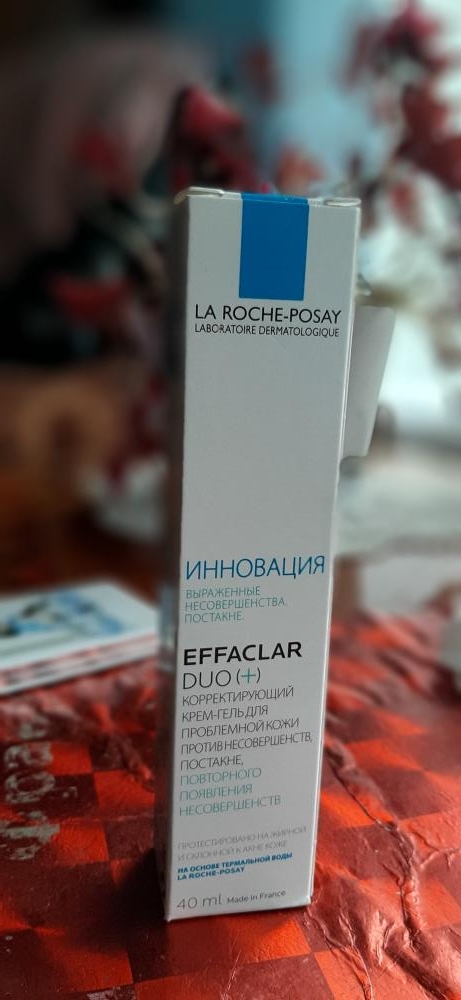 LA ROCHE-POSAY
LABORATOIRE DERMATOLOGIQUE
ИННОВАЦИЯ
ВЫРАЖЕННЫЕ
НЕСОВЕРШЕНСТВА.
ПОСТАКНЕ.
EFFACLAR
DUO (+)
КОРРЕКТИРУЮЩИЙ
КРЕМ-ГЕЛЬ ДЛЯ
ПРОБЛЕМНОЙ КОЖИ
ПРОТИВ НЕСОВЕРШЕНСТВ,
ПОСТАКНЕ,
ПОВТОРНОГО
ПОЯВЛЕНИЯ
НЕСОВЕРШЕНСТВ
ПРОТЕСТИРОВАНО НА ЖИРНОЙ
И СКЛОННОЙ К АКНЕ КОЖЕ
НА ОСНОВЕ ТЕРМАЛЬНОЙ ВОДЫ
LA ROCHE-POSAY
40 ml Made in France